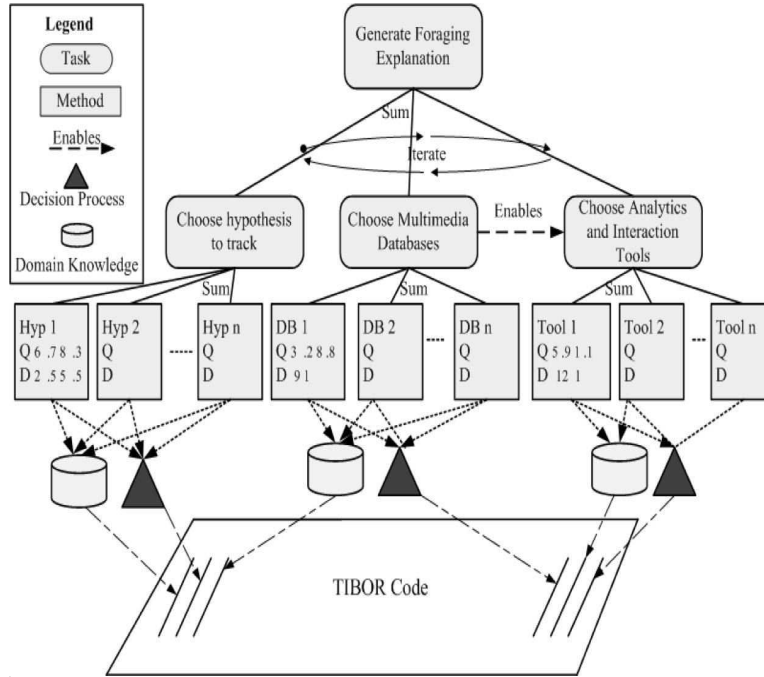 Legend
Task
Method
Enables
Decision Process
Domain Knowledge
Generate Foraging
Explanation
Sum
Iterate
Choose hypothesis
to track
Choose Multimedia
Databases
Enables
Choose Analytics
and Interaction
Tools
Sum
Sum
Sum
Hyp 1
Q 6 .7 8 .3
D 2 .5 5 .5
Hyp 2
Q
D
Hyp n
Q
D
DB 1
Q 3 .2 8 .8
D 9 1
DB 2
Q
D
DB n
Q
D
Tool 1
Q 5 .9 1 .1
D 12 1
Tool 2
Q
D
Tool n
Q
D
TIBOR Code